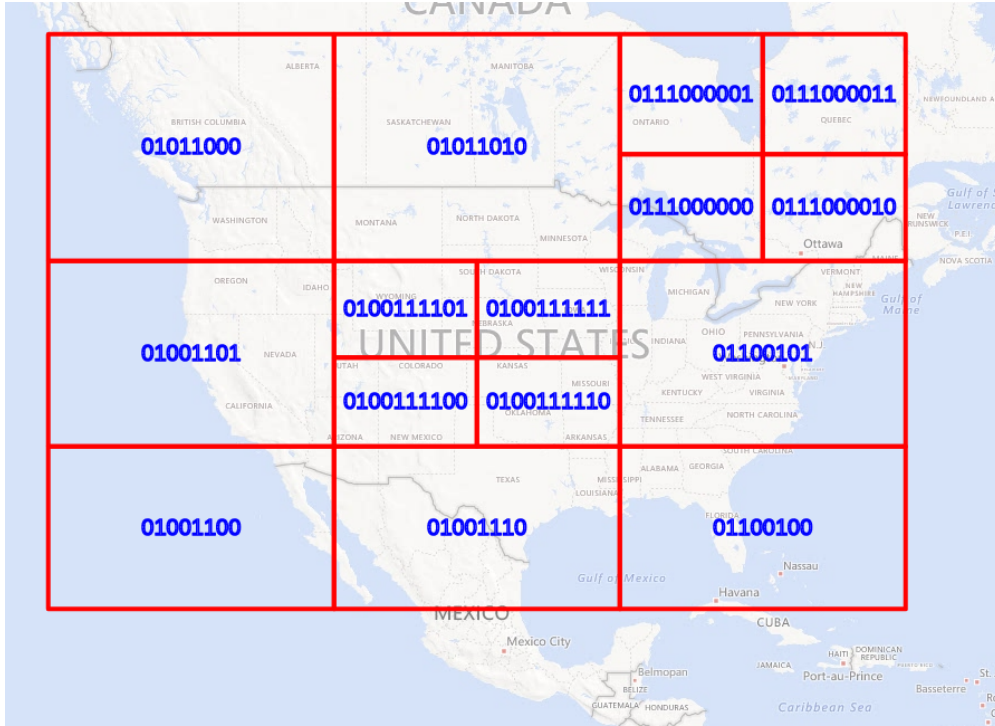 CANADA
ALBERTA
MANITOBA
0111000001
0111000011
NEWFOUNDLAND A
BRITISH COLUMBIA
SASKATCHEWAN
ONTARIO
QUEBEC
01011000
01011010
Gulf of S
Lawrenc
0111000000
0111000010
WASHINGTON
MONTANA
NORTH DAKOTA
NEW
BRUNSWICK
P.E.I
MINNESOTA
Ottawa
NOVA SCOTIA
OREGON
IDAHO
SOUTH DAKOTA
WISCONSIN
VERMONT
MICHIGAN
NEW
HAMPSHIRE
Gulf of
Maine
WYOMING
0100111101
0100111111
NEW YORK
NEBRASKA
OHIO
PENNSYLVANIA
UNITED STATES
INDIANA
N.J
01001101
NEVADA
01100101
UTAH
COLORADO
KANSAS
WEST VIRGINIA
MISSOURI
KENTUCKY
VIRGINIA
0100111100
0100111110
CALIFORNIA
OKLAHOMA
TENNESSEE
NORTH CAROLINA
ARIZONA
NEW MEXICO
ARKANSAS
SOUTH CAROLINA
TEXAS
MISSISSIPPI
ALABAMA
GEORGIA
LOUISIANA
01001100
01001110
01100100
FLORIDA
Gulf of Mexico
Nassau
Havana
MEXICO
CUBA
Mexico City
HAITI
DOMINICAN
REPUBLIC
JAMAICA
Port-au-Prince
Belmopan
BELIZE
Basseterre
St.
GUATEMALA
HONDURAS
Caribbean Sea